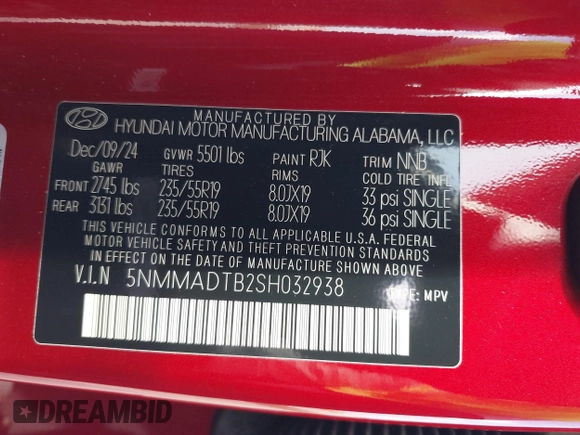 MANUFACTURED BY
HYUNDAI MOTOR MANUFACTURING ALABAMA, LLC
Dec/09/24 GVWR 5501 lbs PAINT RJK TRIM NNB
GAWR TIRES RIMS COLD TIRE INFL
FRONT 2745 lbs 235/55R19 8.0JX19 33 psi SINGLE
REAR 3131 lbs 235/55R19 8.0JX19 36 psi SINGLE
THIS VEHICLE CONFORMS TO ALL APPLICABLE U.S.A. FEDERAL
MOTOR VEHICLE SAFETY AND THEFT PREVENTION STANDARDS
IN EFFECT ON THE DATE OF MANUFACTURE SHOWN ABOVE.
V.I.N 5NMMADTB2SH032938 TYPE: MPV
DREAMBID